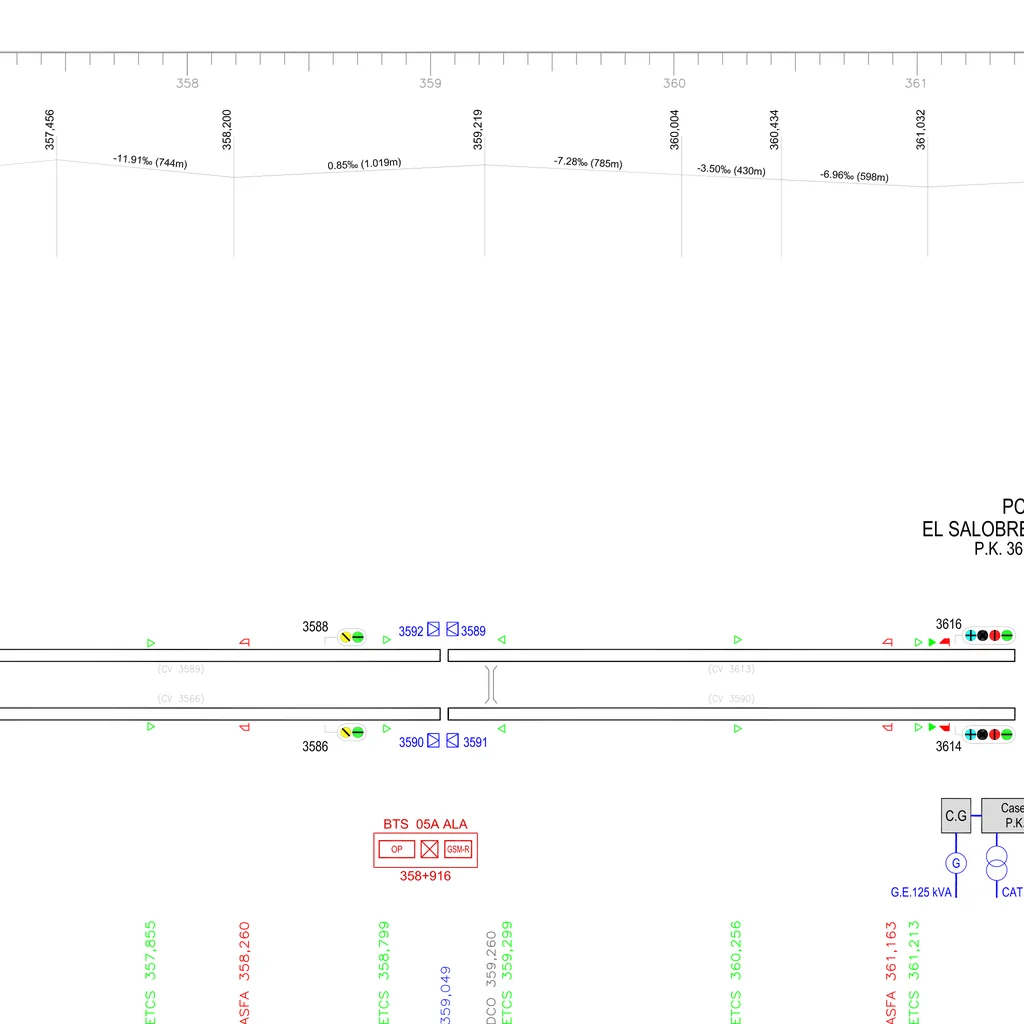 358 359 360 361
357,456 358,200 359,219 360,004 360,434 361,032
-11.91‰ (744m) 0.85‰ (1.019m) -7.28‰ (785m) -3.50‰ (430m) -6.96‰ (598m)
PO
EL SALOBRE
P.K. 36
3588 3592 3589 3616
(CV 3589) (CV 3613)
(CV 3566) (CV 3590)
3586 3590 3591 3614
BTS 05A ALA
OP GSM-R
358+916
C.G
Case
P.K.
G
G.E.125 kVA
CAT
ETCS 357,855
ASFA 358,260
ETCS 358,799
359,049
DCO 359,260
ETCS 359,299
ETCS 360,256
ASFA 361,163
ETCS 361,213